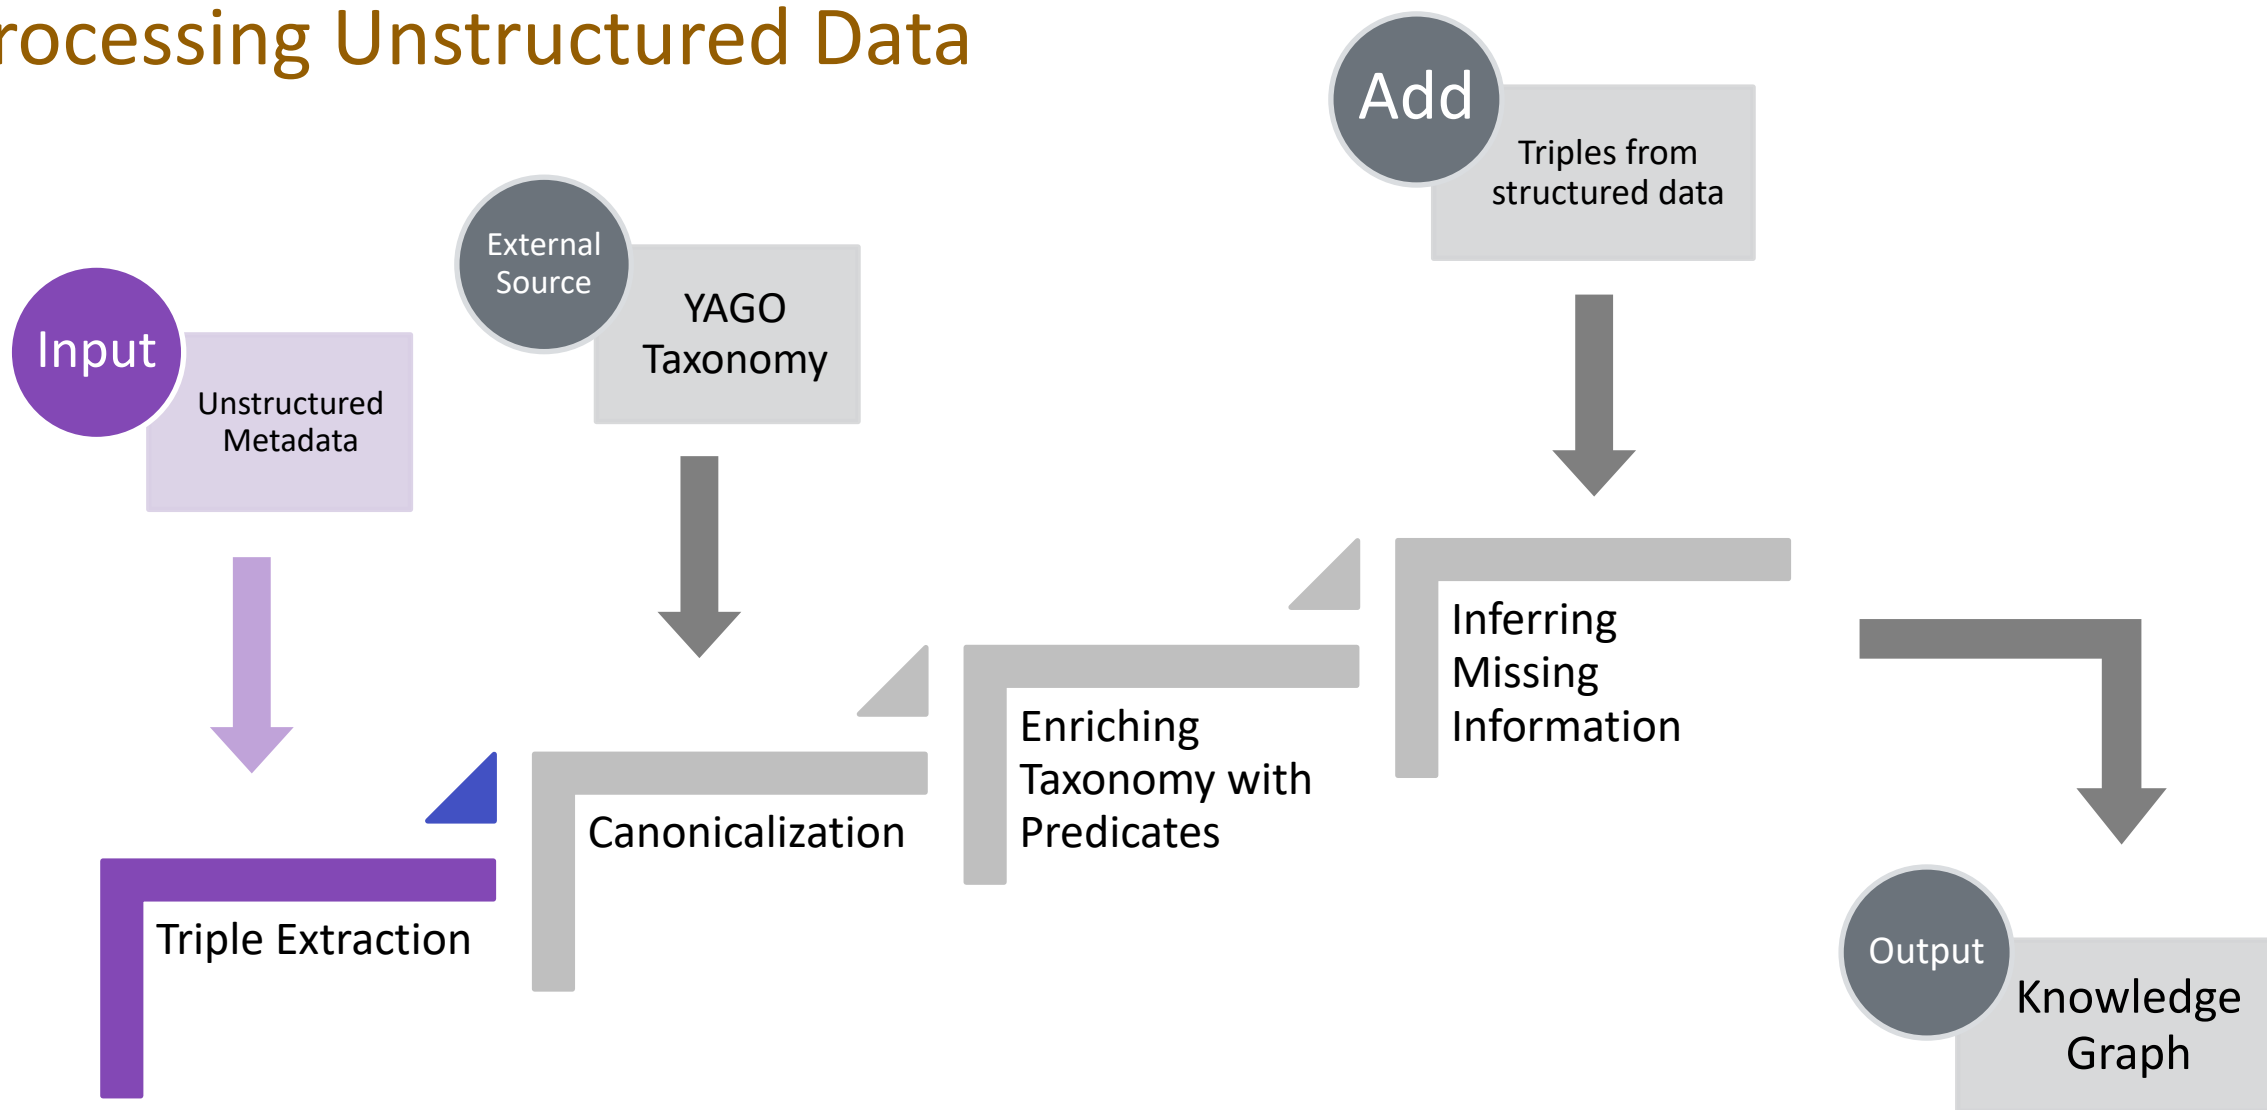 rocessing Unstructured Data
Add
Triples from
structured data
External
Source
YAGO
Taxonomy
Input
Unstructured
Metadata
Inferring
Missing
Information
Enriching
Taxonomy with
Predicates
Canonicalization
Triple Extraction
Output
Knowledge
Graph